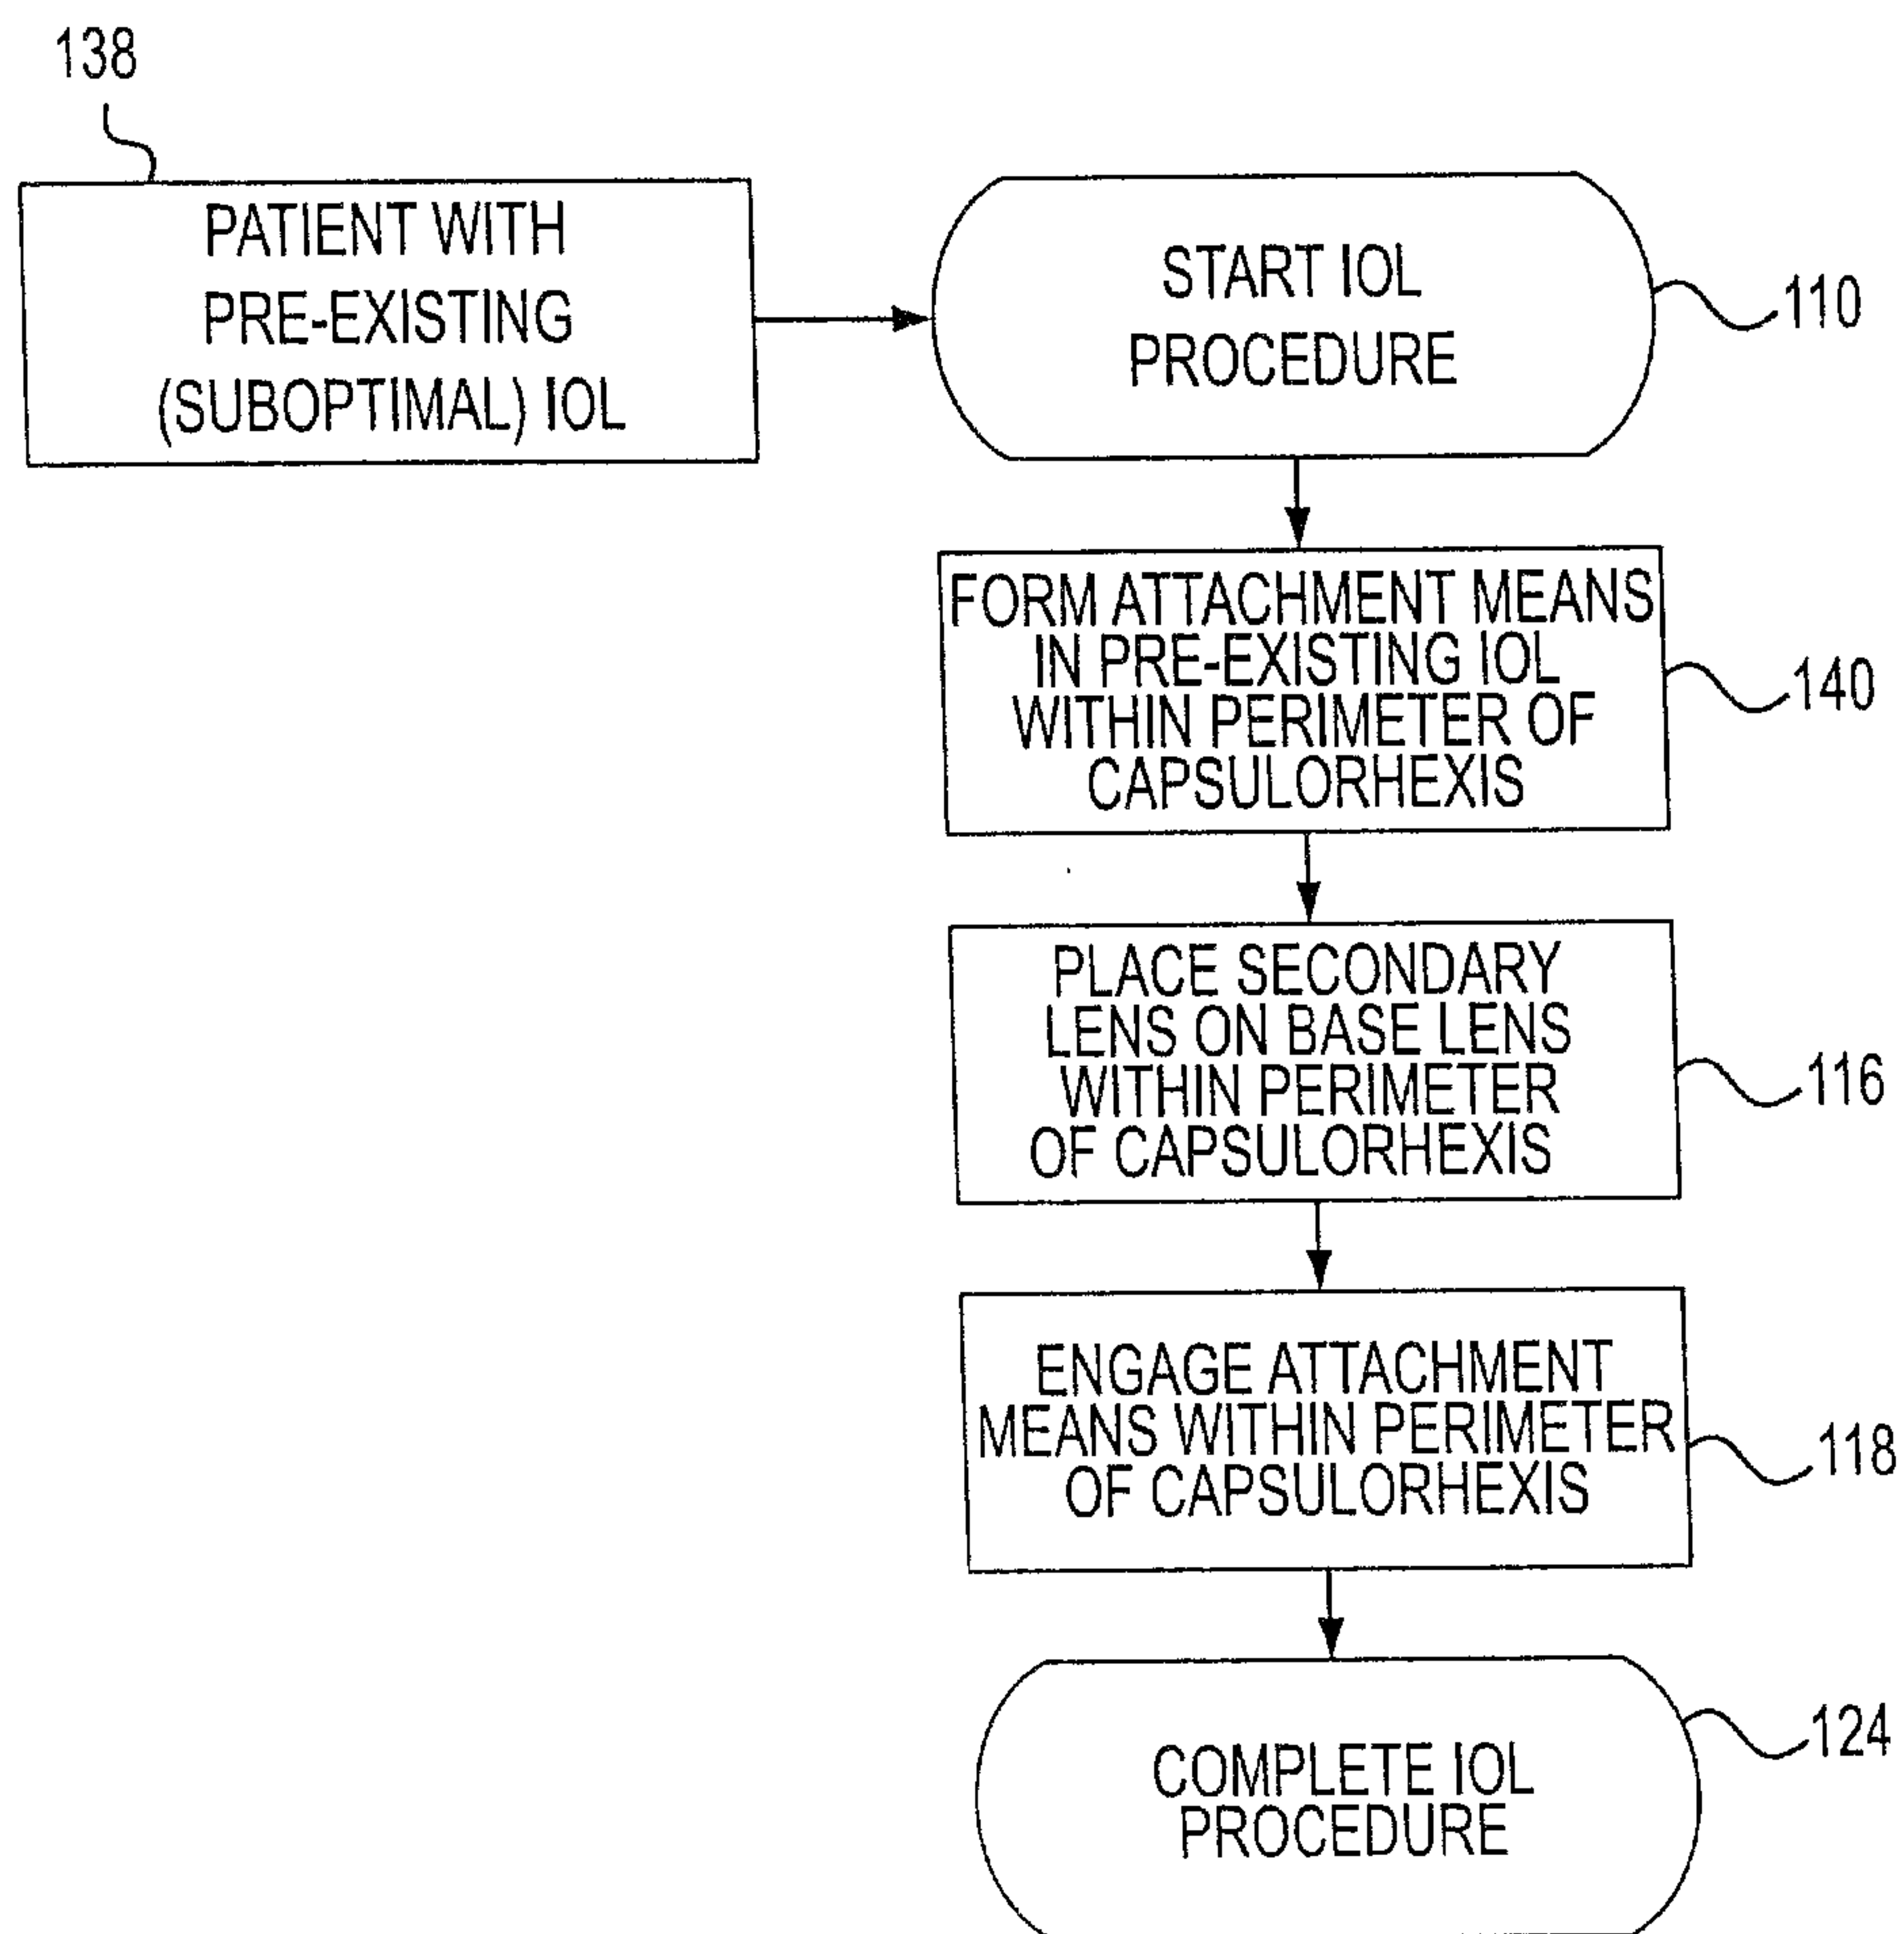 138
PATIENT WITH
PRE-EXISTING
(SUBOPTIMAL) IOL
START IOL
PROCEDURE
110
FORM ATTACHMENT MEANS
IN PRE-EXISTING IOL
WITHIN PERIMETER OF
CAPSULORHEXIS
140
PLACE SECONDARY
LENS ON BASE LENS
WITHIN PERIMETER
OF CAPSULORHEXIS
116
ENGAGE ATTACHMENT
MEANS WITHIN PERIMETER
OF CAPSULORHEXIS
118
COMPLETE IOL
PROCEDURE
124